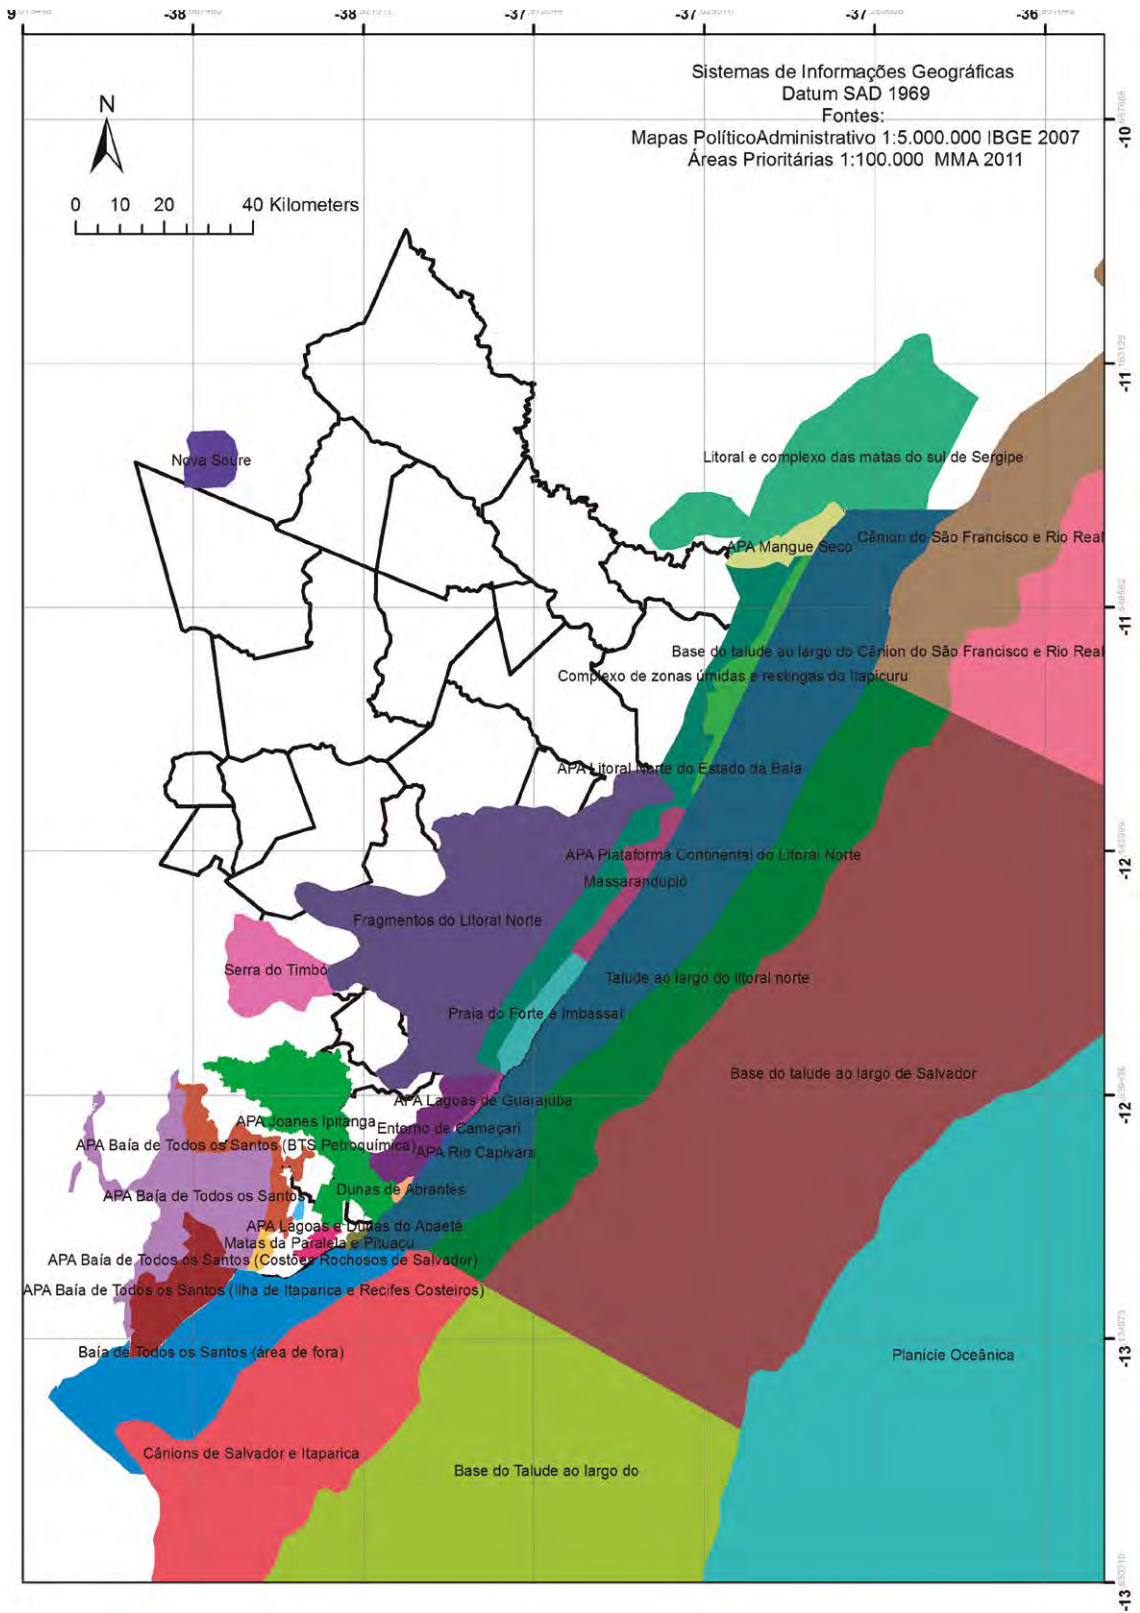 -38
-38
-37
-37
-37
-36
Sistemas de Informações Geográficas
Datum SAD 1969
Fontes:
Mapas PolíticoAdministrativo 1:5.000.000 IBGE 2007
Áreas Prioritárias 1:100.000 MMA 2011
N
0 10 20 40 Kilometers
-10
-11
Litoral e complexo das matas do sul de Sergipe
Nova Soure
Cânion do São Francisco e Rio Real
APA Mangue Seco
-11
Base do talude ao largo do Cânion do São Francisco e Rio Real
Complexo de zonas úmidas e restingas do Itapicuru
APA Litoral Norte do Estado da Baía
-12
APA Plataforma Continental do Litoral Norte
Massarandupió
Fragmentos do Litoral Norte
Serra do Timbó
Talude ao largo do litoral norte
Praia do Forte e Imbassaí
Base do talude ao largo de Salvador
-12
APA Lagoas de Guarajuba
APA Joanes Ipitanga
Entorno de Camaçari
APA Baía de Todos os Santos (BTS Petroquímica)
APA Rio Capivara
Dunas de Abrantes
APA Baía de Todos os Santos
APA Lagoas e Dunas do Abaeté
Matas da Paralela e Pituaçu
APA Baía de Todos os Santos (Costões Rochosos de Salvador)
APA Baía de Todos os Santos (Ilha de Itaparica e Recifes Costeiros)
-13
Baía de Todos os Santos (área de fora)
Planície Oceânica
Cânions de Salvador e Itaparica
Base do Talude ao largo do
-13